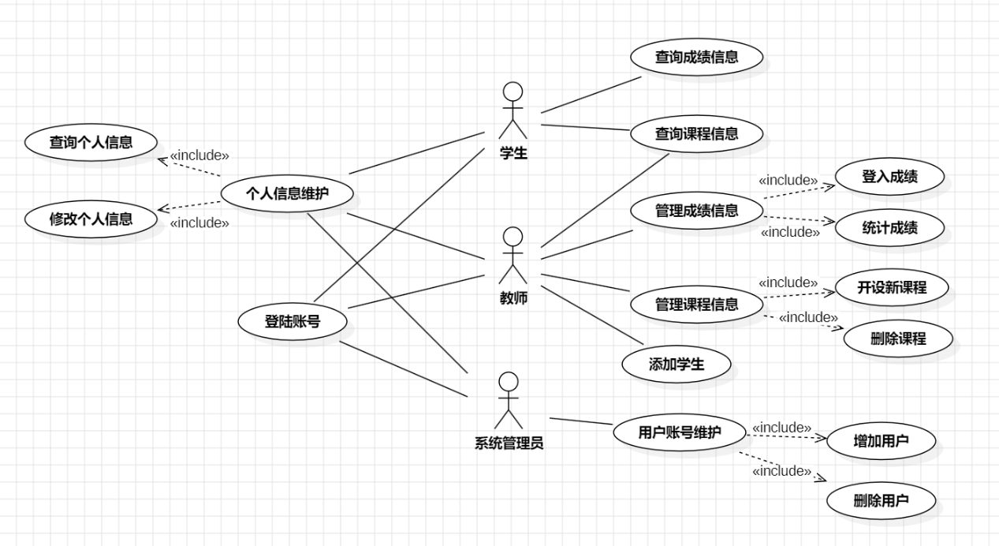 查询成绩信息
查询课程信息
学生
查询个人信息
«include»
个人信息维护
修改个人信息
«include»
管理成绩信息
«include»
登入成绩
«include»
统计成绩
教师
登陆账号
管理课程信息
«include»
开设新课程
«include»
删除课程
添加学生
系统管理员
用户账号维护
«include»
增加用户
«include»
删除用户